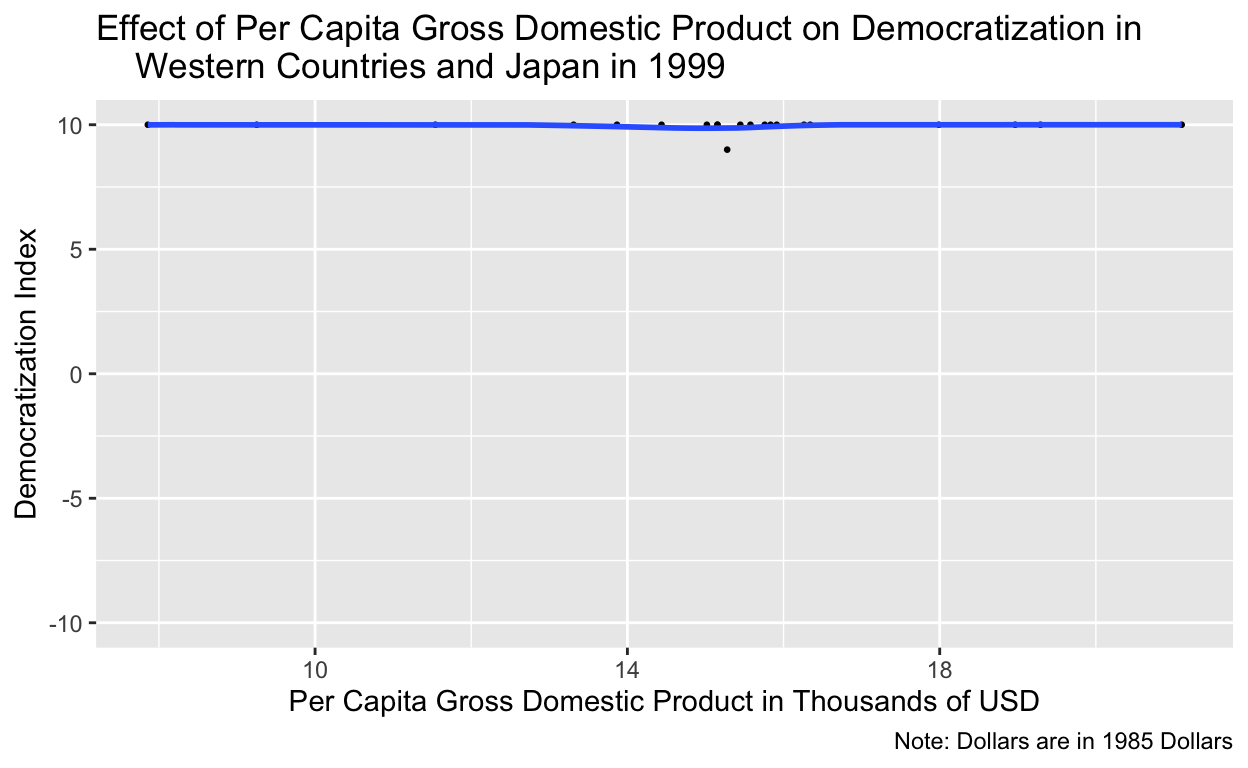 Effect of Per Capita Gross Domestic Product on Democratization in
Western Countries and Japan in 1999
Democratization Index
10
5
0
-5
-10
10 14 18
Per Capita Gross Domestic Product in Thousands of USD
Note: Dollars are in 1985 Dollars